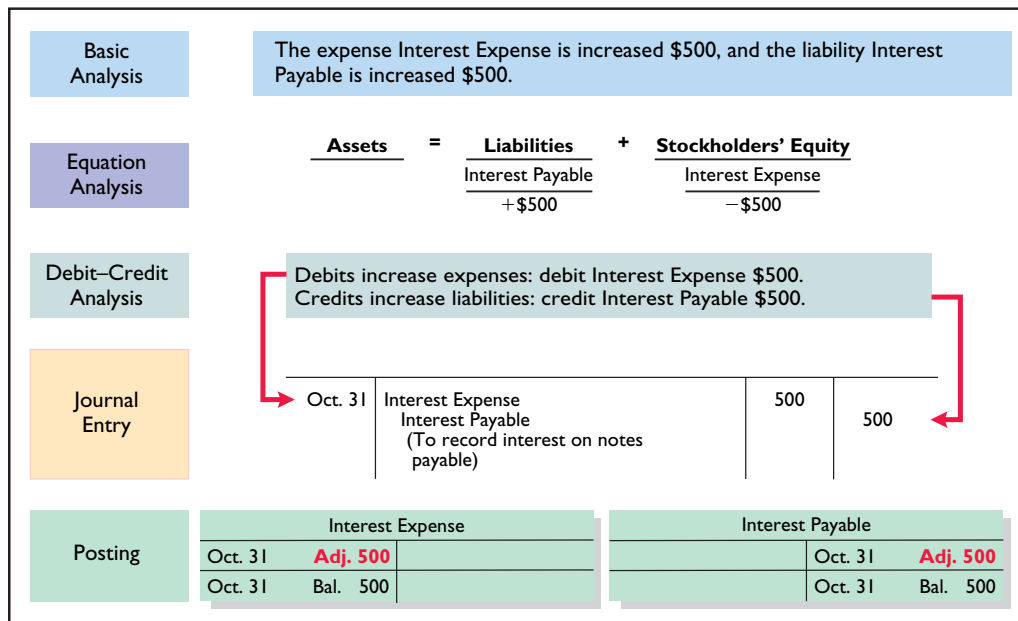 Basic
Analysis
The expense Interest Expense is increased $500, and the liability Interest
Payable is increased $500.
Equation
Analysis
Assets = Liabilities + Stockholders’ Equity
Interest Payable Interest Expense
+$500 −$500
Debit–Credit
Analysis
Debits increase expenses: debit Interest Expense $500.
Credits increase liabilities: credit Interest Payable $500.
Journal
Entry
Oct. 31 Interest Expense 500
Interest Payable 500
(To record interest on notes
payable)
Posting
Interest Expense
Oct. 31 Adj. 500
Oct. 31 Bal. 500
Interest Payable
Oct. 31 Adj. 500
Oct. 31 Bal. 500